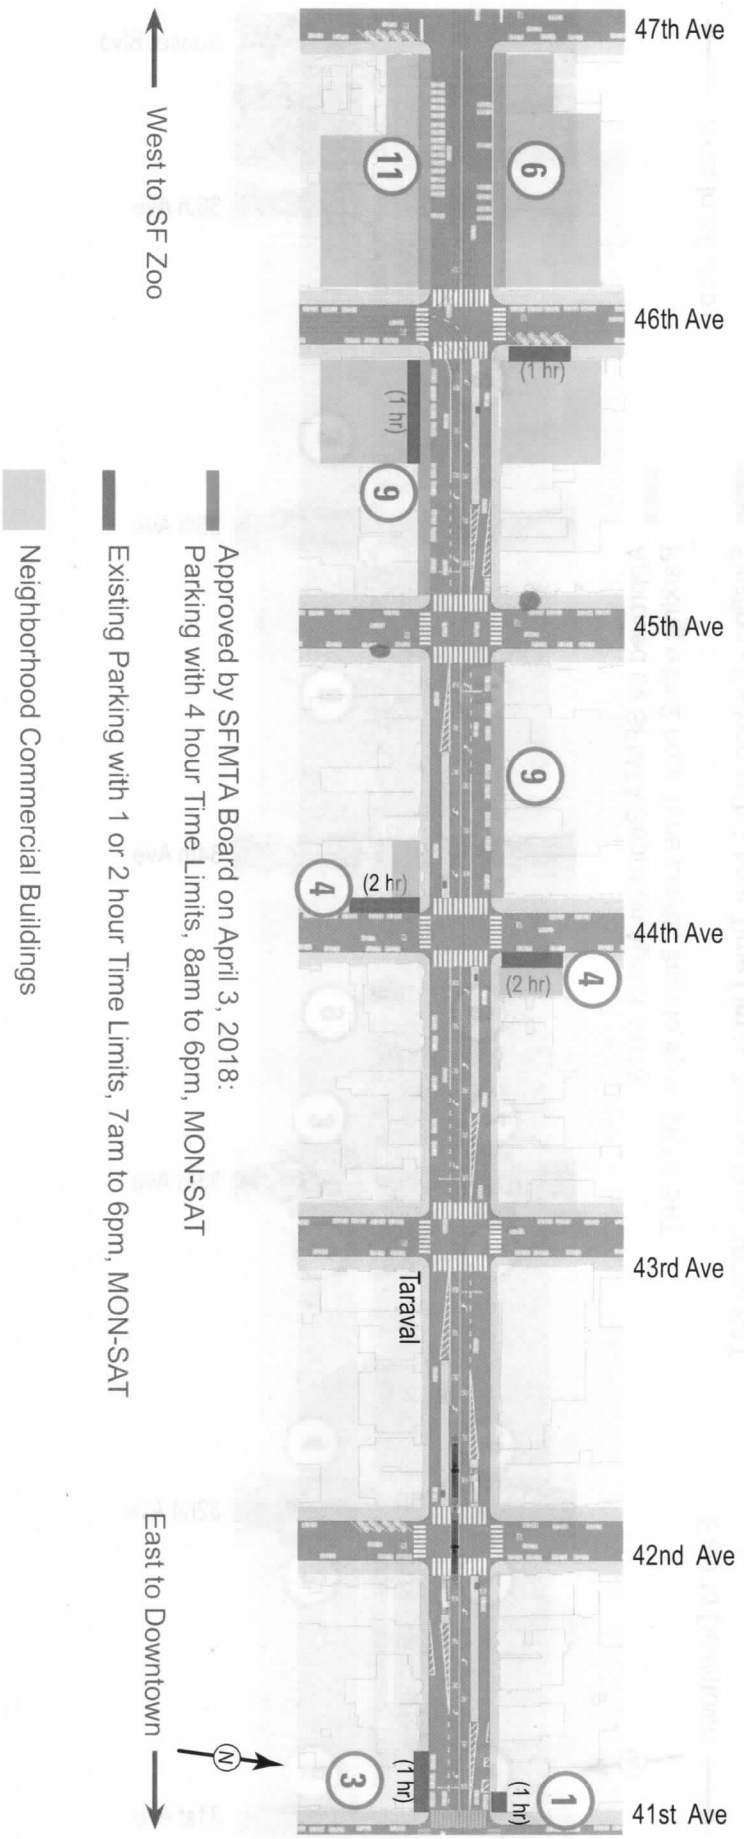 47th Ave
46th Ave
45th Ave
44th Ave
43rd Ave
42nd Ave
41st Ave
11
6
(1 hr)
(1 hr)
9
9
4
(2 hr)
(2 hr)
4
Taraval
3
(1 hr)
(1 hr)
1
N
West to SF Zoo
East to Downtown
Approved by SFMTA Board on April 3, 2018:
Parking with 4 hour Time Limits, 8am to 6pm, MON-SAT
Existing Parking with 1 or 2 hour Time Limits, 7am to 6pm, MON-SAT
Neighborhood Commercial Buildings